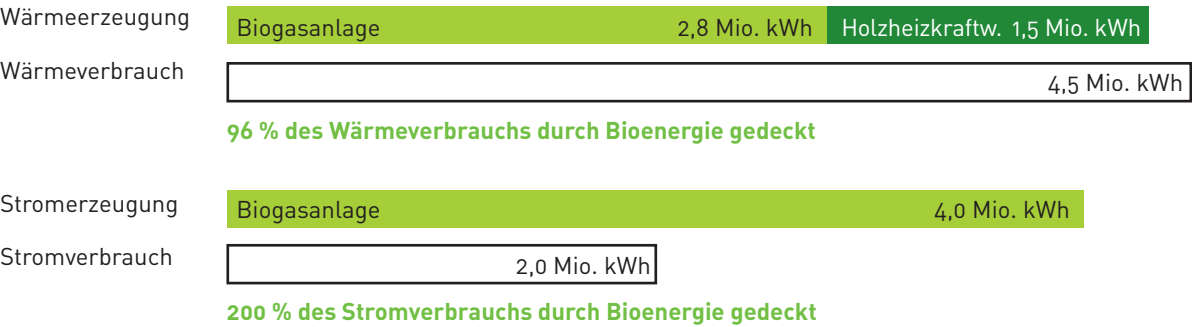 Wärmeerzeugung
Biogasanlage 2,8 Mio. kWh Holzheizkraftw. 1,5 Mio. kWh
Wärmeverbrauch
4,5 Mio. kWh
96 % des Wärmeverbrauchs durch Bioenergie gedeckt
Stromerzeugung
Biogasanlage 4,0 Mio. kWh
Stromverbrauch
2,0 Mio. kWh
200 % des Stromverbrauchs durch Bioenergie gedeckt